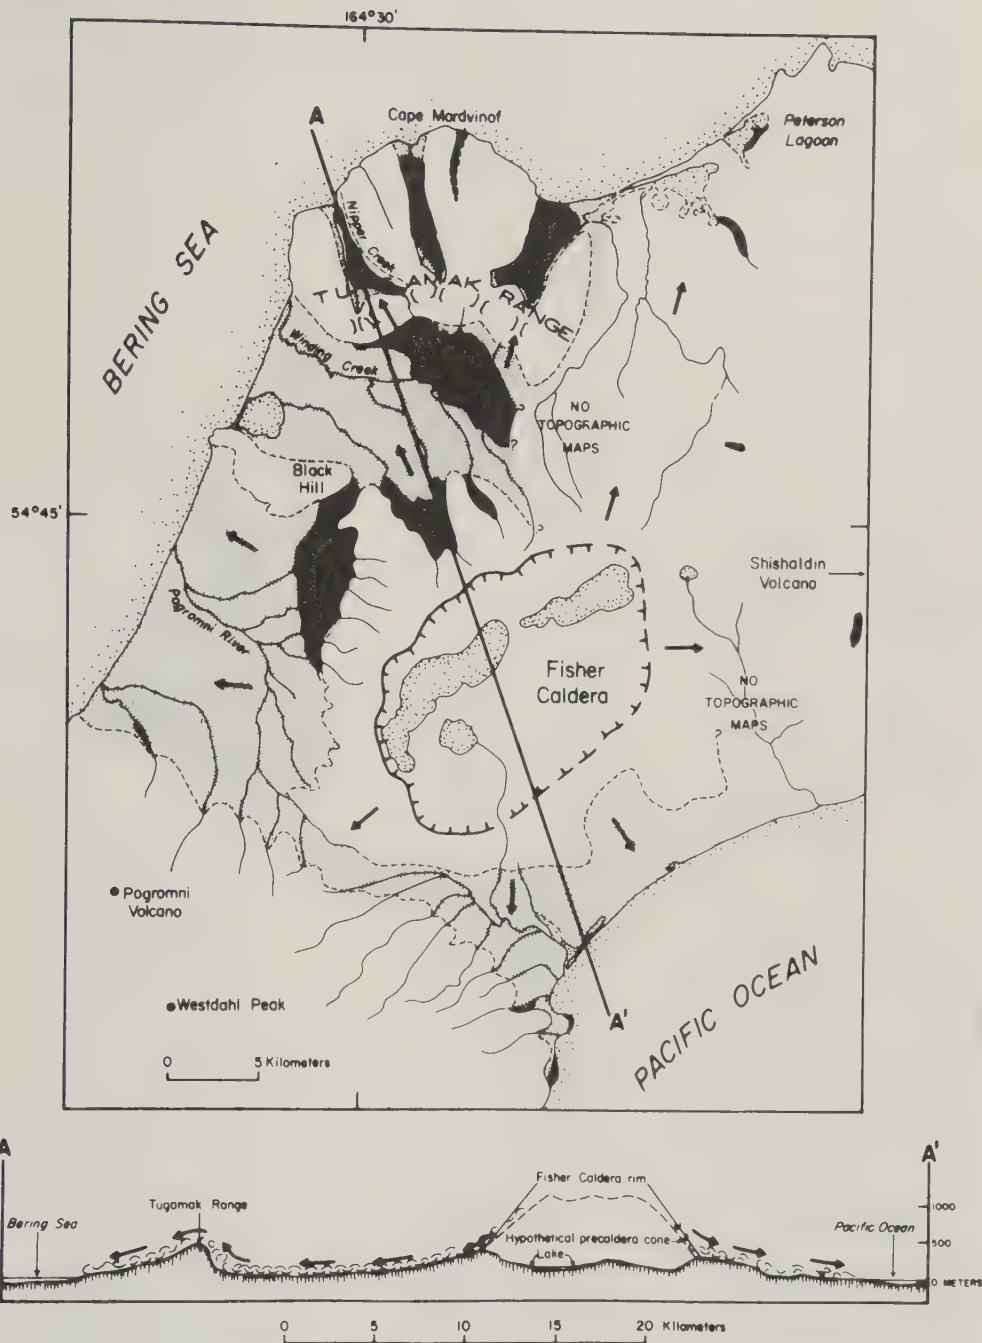 164°30'
A
Cape Mordvinof
Peterson
Lagoon
BERING SEA
Nipper Creek
TUGAMAK RANGE
Winding Creek
NO
TOPOGRAPHIC
MAPS
?
Black
Hill
54°45'
Shishaldin
Volcano
Pogromni River
Fisher
Caldera
NO
TOPOGRAPHIC
MAPS
Pogromni
Volcano
Westdahl Peak
A'
PACIFIC OCEAN
0 5 Kilometers
A
A'
Fisher Caldera rim
Tugamak Range
1000
Bering Sea
Pacific Ocean
Hypothetical precaldera cone
500
Lake
0 METERS
0 5 10 15 20 Kilometers